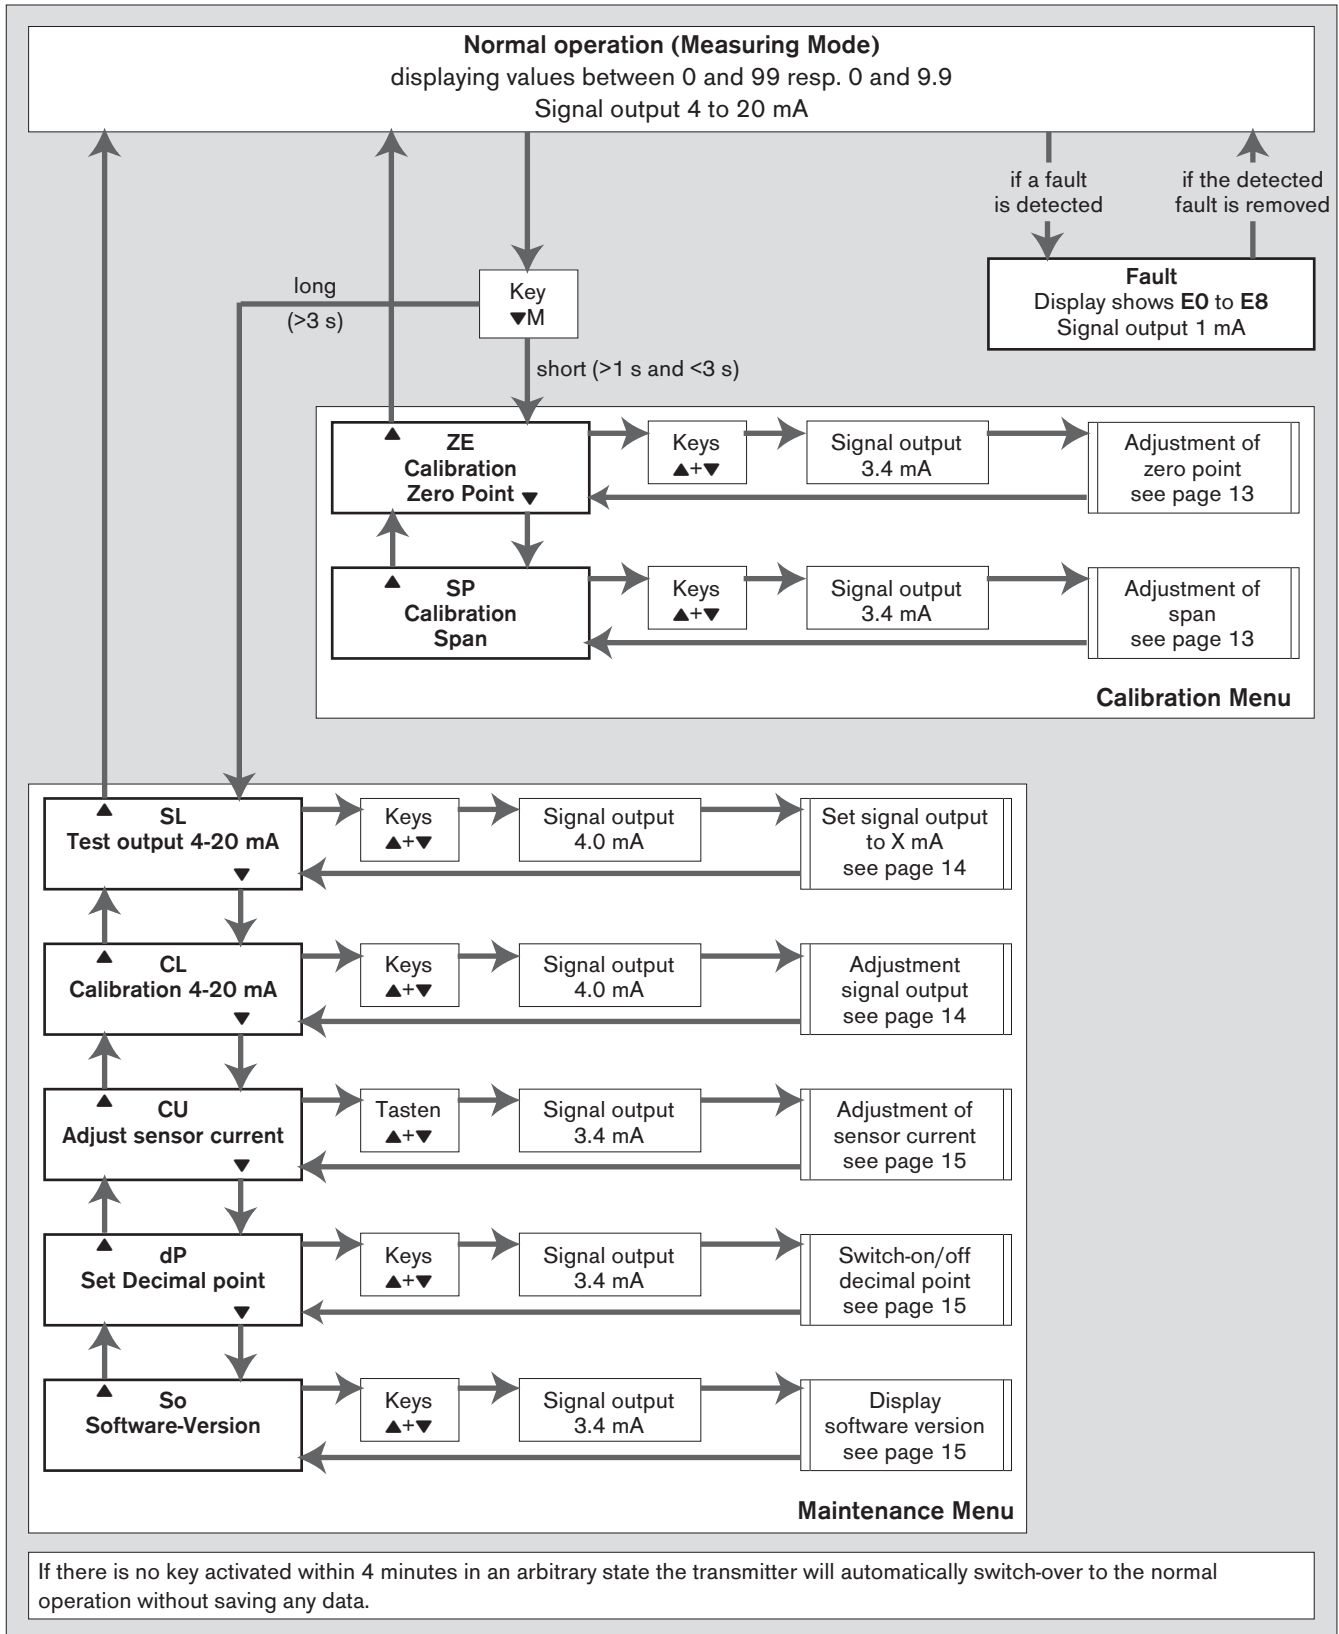 Normal operation (Measuring Mode)
displaying values between 0 and 99 resp. 0 and 9.9
Signal output 4 to 20 mA
if a fault
is detected
if the detected
fault is removed
Fault
Display shows E0 to E8
Signal output 1 mA
long
(>3 s)
Key
▼M
short (>1 s and <3 s)
▲ ZE
Calibration
Zero Point ▼
Keys
▲+▼
Signal output
3.4 mA
Adjustment of
zero point
see page 13
▲ SP
Calibration
Span
Keys
▲+▼
Signal output
3.4 mA
Adjustment of
span
see page 13
Calibration Menu
▲ SL
Test output 4-20 mA
▼
Keys
▲+▼
Signal output
4.0 mA
Set signal output
to X mA
see page 14
▲ CL
Calibration 4-20 mA
▼
Keys
▲+▼
Signal output
4.0 mA
Adjustment
signal output
see page 14
▲ CU
Adjust sensor current
▼
Tasten
▲+▼
Signal output
3.4 mA
Adjustment of
sensor current
see page 15
▲ dP
Set Decimal point
▼
Keys
▲+▼
Signal output
3.4 mA
Switch-on/off
decimal point
see page 15
▲ So
Software-Version
Keys
▲+▼
Signal output
3.4 mA
Display
software version
see page 15
Maintenance Menu
If there is no key activated within 4 minutes in an arbitrary state the transmitter will automatically switch-over to the normal
operation without saving any data.